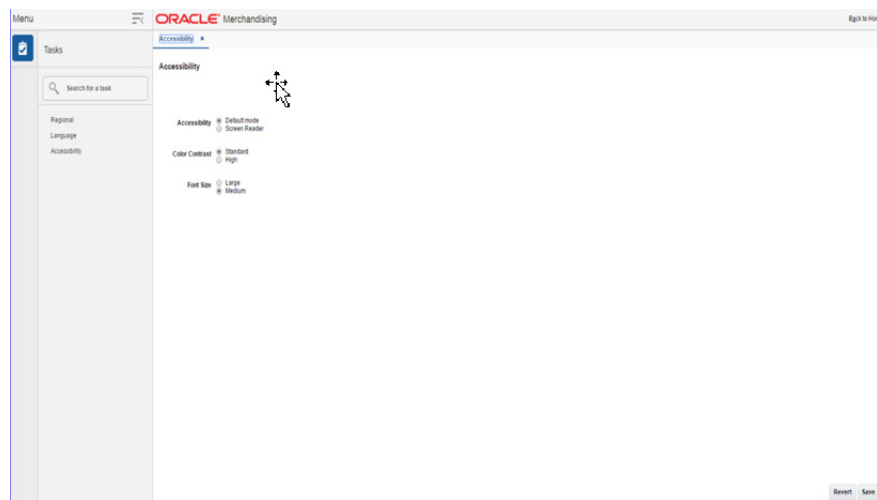 Menu
ORACLE® Merchandising
Tasks
Accessibility ×
Accessibility
Search for a task
Regional
Language
Accessibility
Accessibility
Default mode
Screen Reader
Color Contrast
Standard
High
Font Size
Large
Medium
Revert
Save